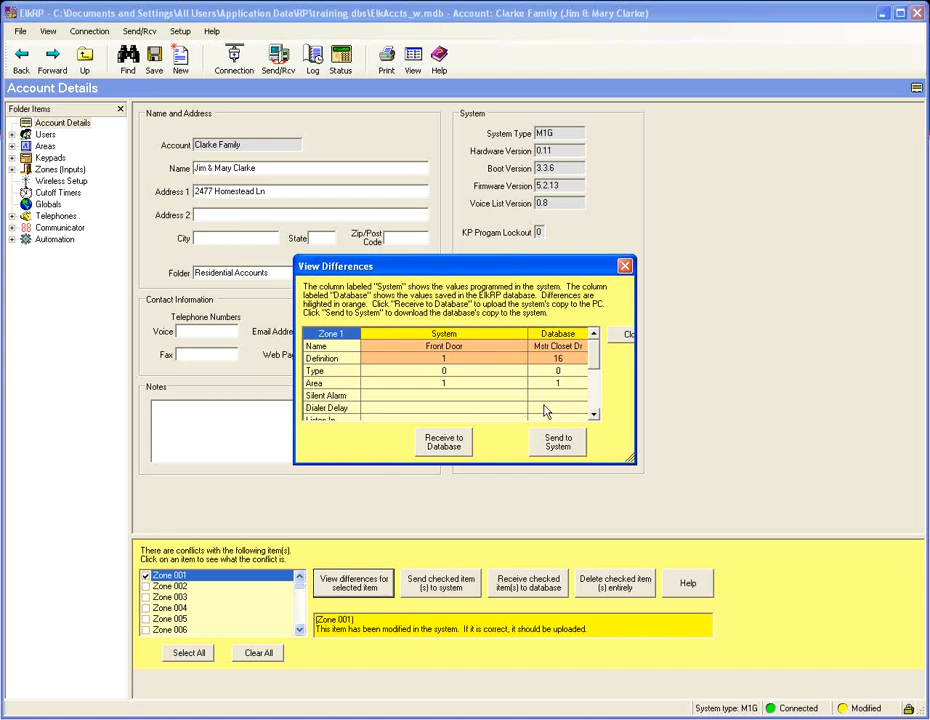 ElkRP - C:\Documents and Settings\All Users\Application Data\RP\training dbs\ElkAccts_w.mdb - Account: Clarke Family (Jim & Mary Clarke)
File View Connection Send/Rcv Setup Help
Back Forward Up Find Save New Connection Send/Rcv Log Status Print View Help
Account Details
Folder Items
Account Details
Users
Areas
Keypads
Zones (Inputs)
Wireless Setup
Cutoff Timers
Globals
Telephones
Communicator
Automation
Name and Address
Account Clarke Family
Name Jim & Mary Clarke
Address 1 2477 Homestead Ln
Address 2
City State Zip/Post Code
Folder Residential Accounts
Contact Information
Telephone Numbers
Voice Email Addre
Fax Web Pa
Notes
System
System Type M1G
Hardware Version 0.11
Boot Version 3.3.6
Firmware Version 5.2.13
Voice List Version 0.8
KP Progam Lockout 0
View Differences
The column labeled "System" shows the values programmed in the system. The column
labeled "Database" shows the values saved in the ElkRP database. Differences are
hilighted in orange. Click "Receive to Database" to upload the system's copy to the PC.
Click "Send to System" to download the database's copy to the system.
Zone 1 System Database
Name Front Door Mstr Closet Dr
Definition 1 16
Type 0 0
Area 1 1
Silent Alarm
Dialer Delay
Listen In
Clo
Receive to Database
Send to System
There are conflicts with the following item(s).
Click on an item to see what the conflict is.
Zone 001
Zone 002
Zone 003
Zone 004
Zone 005
Zone 006
Select All Clear All
View differences for selected item
Send checked item (s) to system
Receive checked item(s) to database
Delete checked item (s) entirely
Help
(Zone 001)
This item has been modified in the system. If it is correct, it should be uploaded.
System type: M1G Connected Modified